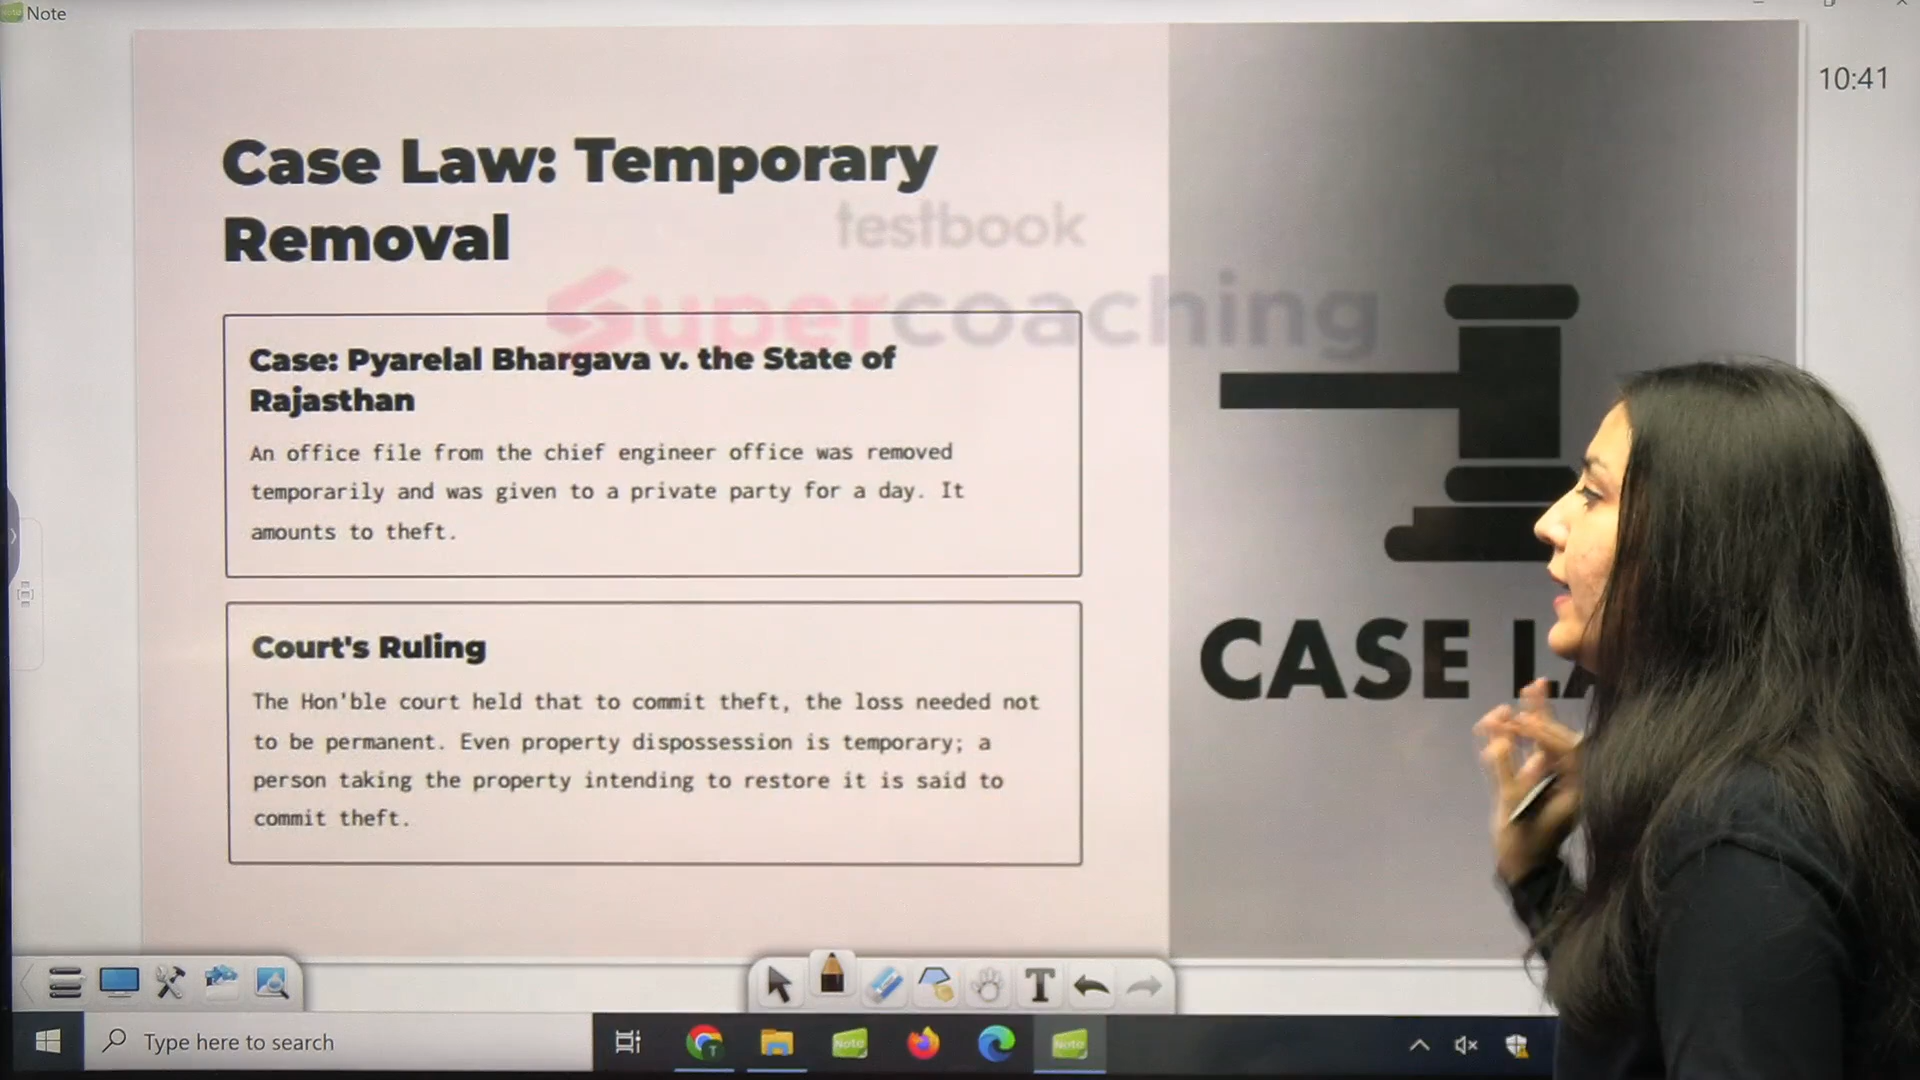 Note
10:41
Case Law: Temporary
Removal
testbook
Supercoaching
Case: Pyarelal Bhargava v. the State of
Rajasthan
An office file from the chief engineer office was removed
temporarily and was given to a private party for a day. It
amounts to theft.
Court's Ruling
The Hon'ble court held that to commit theft, the loss needed not
to be permanent. Even property dispossession is temporary; a
person taking the property intending to restore it is said to
commit theft.
CASE LA
T
Type here to search
T
Note
Note